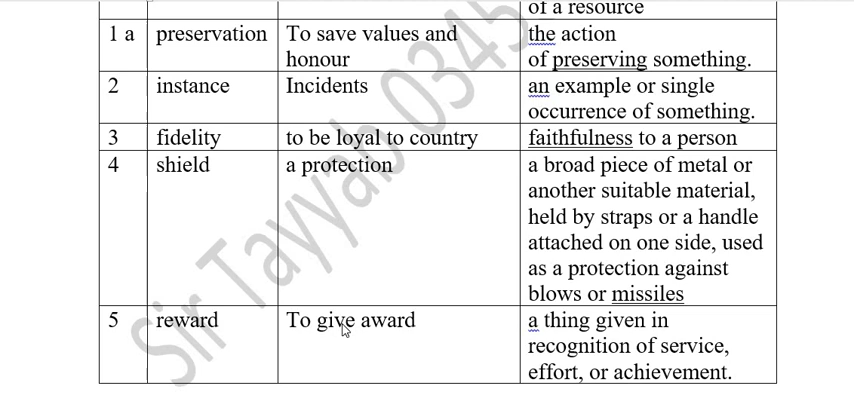 of a resource
1 a preservation To save values and the action
honour of preserving something.
2 instance Incidents an example or single
occurrence of something.
3 fidelity to be loyal to country faithfulness to a person
4 shield a protection a broad piece of metal or
another suitable material,
held by straps or a handle
attached on one side, used
as a protection against
blows or missiles
5 reward To give award a thing given in
recognition of service,
effort, or achievement.
Sir Tayyab 0345